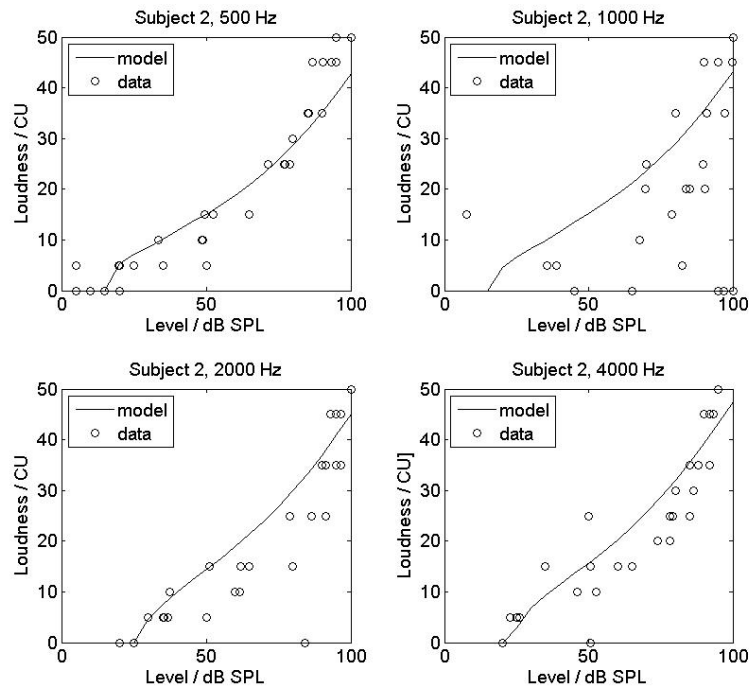 Subject 2, 500 Hz
50
40
30
20
10
0
Loudness / CU
model
data
0
50
100
Level / dB SPL
Subject 2, 1000 Hz
50
40
30
20
10
0
Loudness / CU
model
data
0
50
100
Level / dB SPL
Subject 2, 2000 Hz
50
40
30
20
10
0
Loudness / CU
model
data
0
50
100
Level / dB SPL
Subject 2, 4000 Hz
50
40
30
20
10
0
Loudness / CU]
model
data
0
50
100
Level / dB SPL